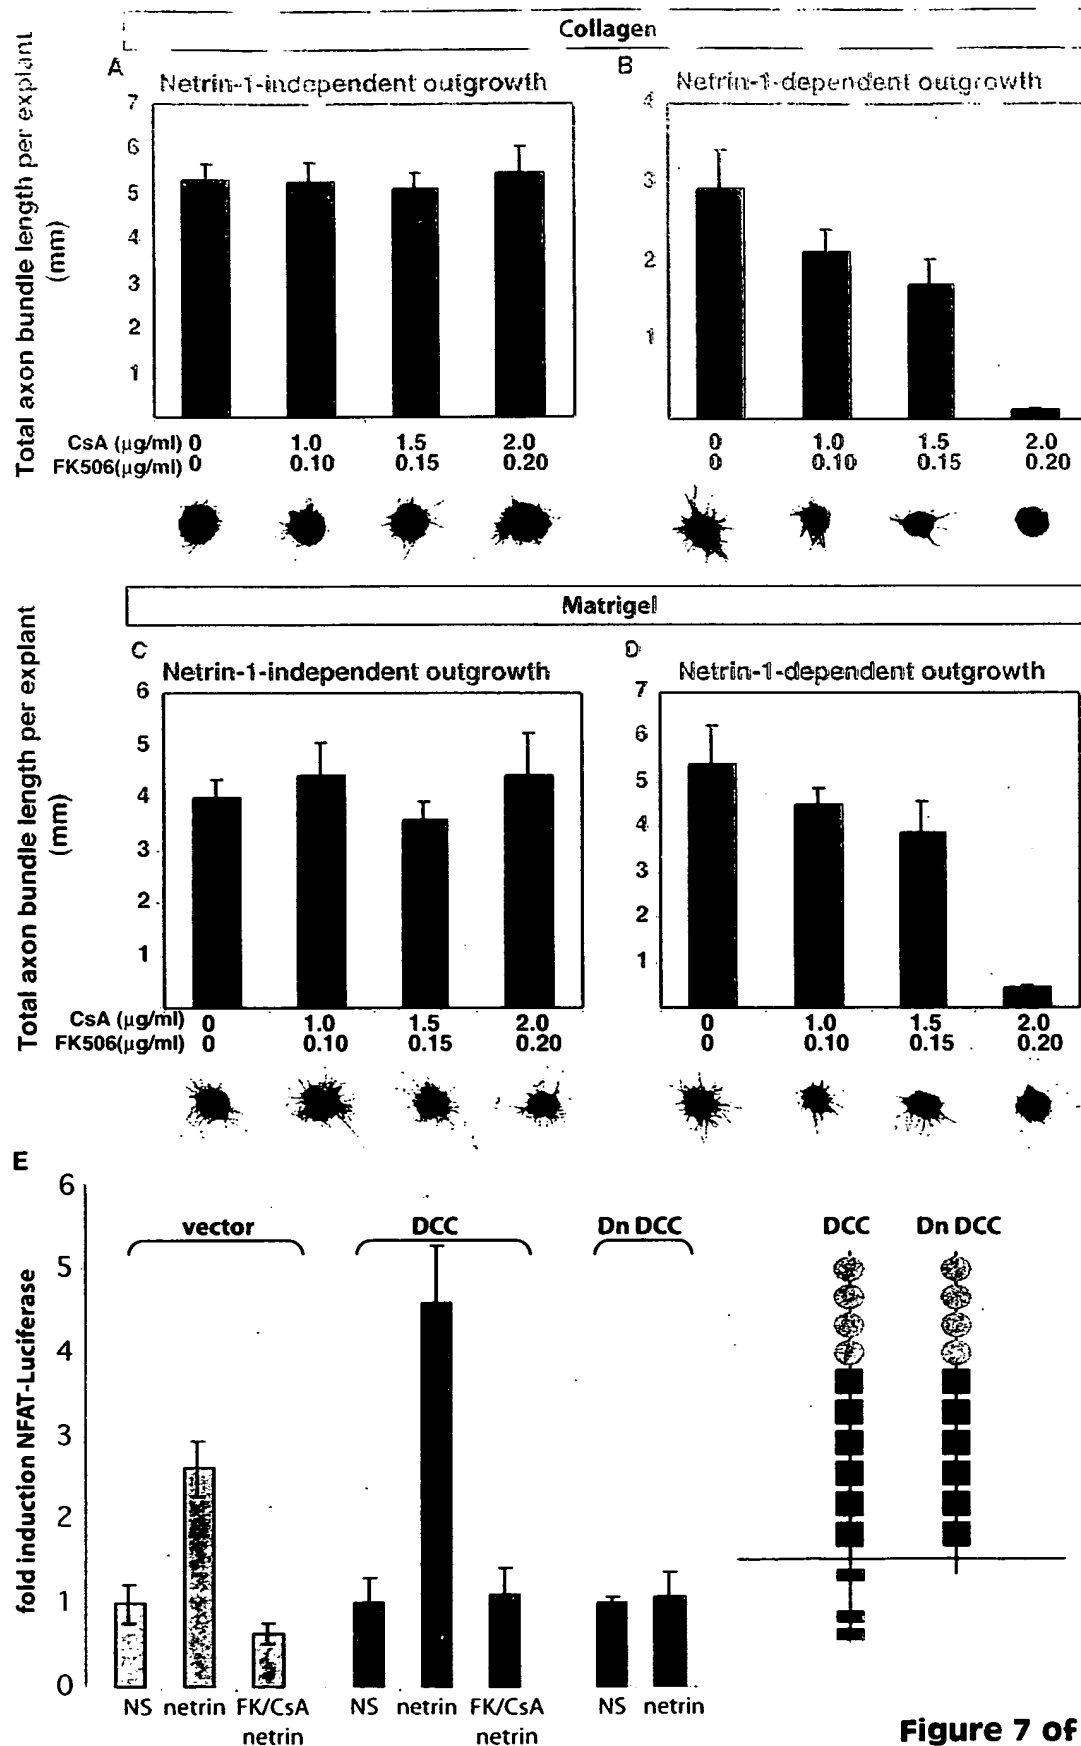 Collagen
A
Netrin-1-independent outgrowth
B
Netrin-1-dependent outgrowth
Total axon bundle length per explant
(mm)
7
6
5
4
3
2
1
4
3
2
1
CsA (µg/ml) 0 1.0 1.5 2.0
FK506(µg/ml) 0 0.10 0.15 0.20
0 1.0 1.5 2.0
0 0.10 0.15 0.20
Matrigel
C
Netrin-1-independent outgrowth
D
Netrin-1-dependent outgrowth
Total axon bundle length per explant
(mm)
6
5
4
3
2
1
7
6
5
4
3
2
1
CsA (µg/ml) 0 1.0 1.5 2.0
FK506(µg/ml) 0 0.10 0.15 0.20
0 1.0 1.5 2.0
0 0.10 0.15 0.20
E
fold induction NFAT-Luciferase
6
5
4
3
2
1
0
vector
DCC
Dn DCC
NS netrin FK/CsA
netrin
NS netrin FK/CsA
netrin
NS netrin
DCC Dn DCC
Figure 7 of